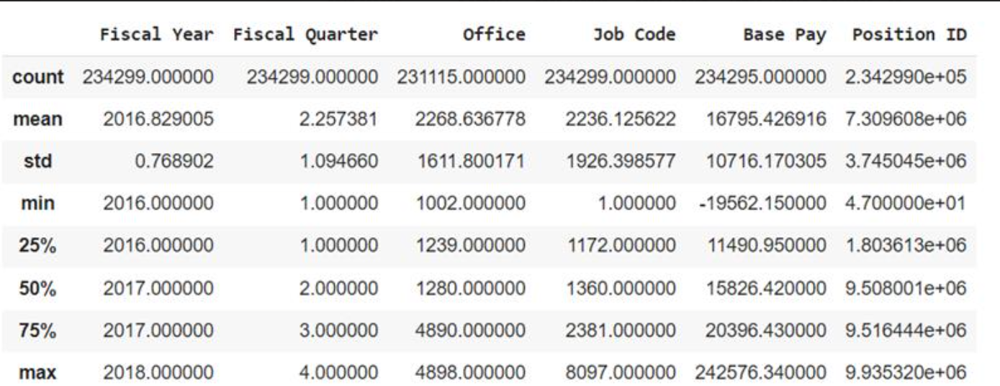 Fiscal Year Fiscal Quarter Office Job Code Base Pay Position ID
count 234299.000000 234299.000000 231115.000000 234299.000000 234295.000000 2.342990e+05
mean 2016.829005 2.257381 2268.636778 2236.125622 16795.426916 7.309608e+06
std 0.768902 1.094660 1611.800171 1926.398577 10716.170305 3.745045e+06
min 2016.000000 1.000000 1002.000000 1.000000 -19562.150000 4.700000e+01
25% 2016.000000 1.000000 1239.000000 1172.000000 11490.950000 1.803613e+06
50% 2017.000000 2.000000 1280.000000 1360.000000 15826.420000 9.508001e+06
75% 2017.000000 3.000000 4890.000000 2381.000000 20396.430000 9.516444e+06
max 2018.000000 4.000000 4898.000000 8097.000000 242576.340000 9.935320e+06